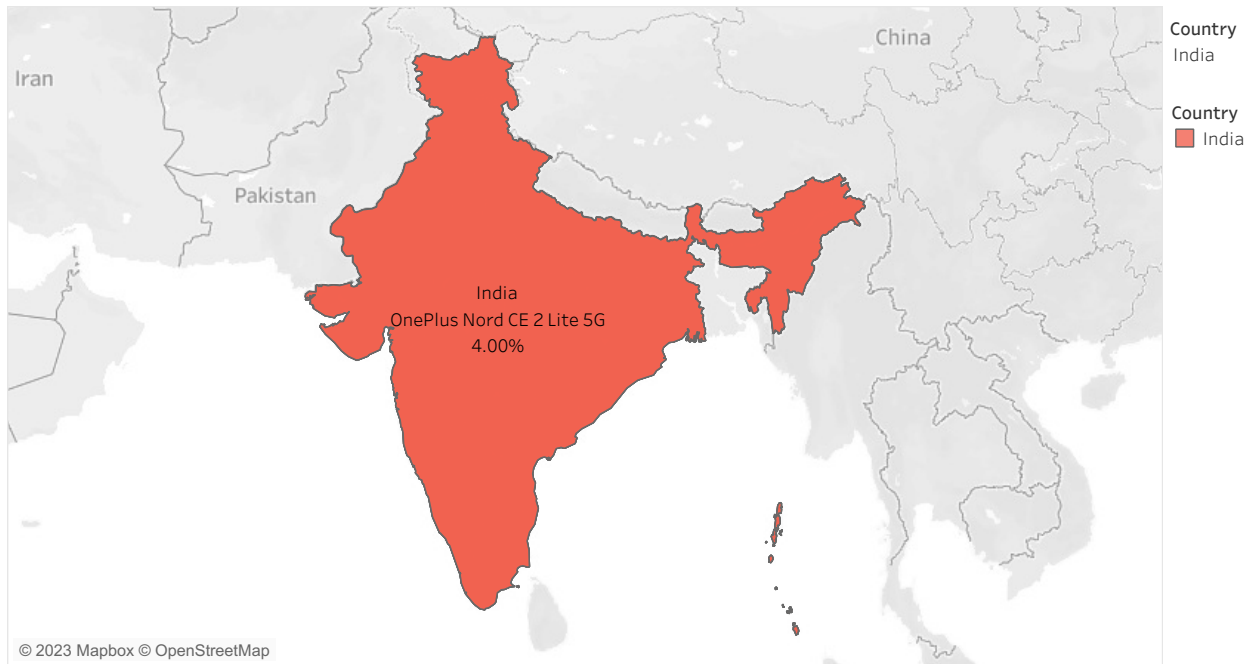 Iran
China
Pakistan
India
OnePlus Nord CE 2 Lite 5G
4.00%
© 2023 Mapbox © OpenStreetMap
Country
India
Country
India